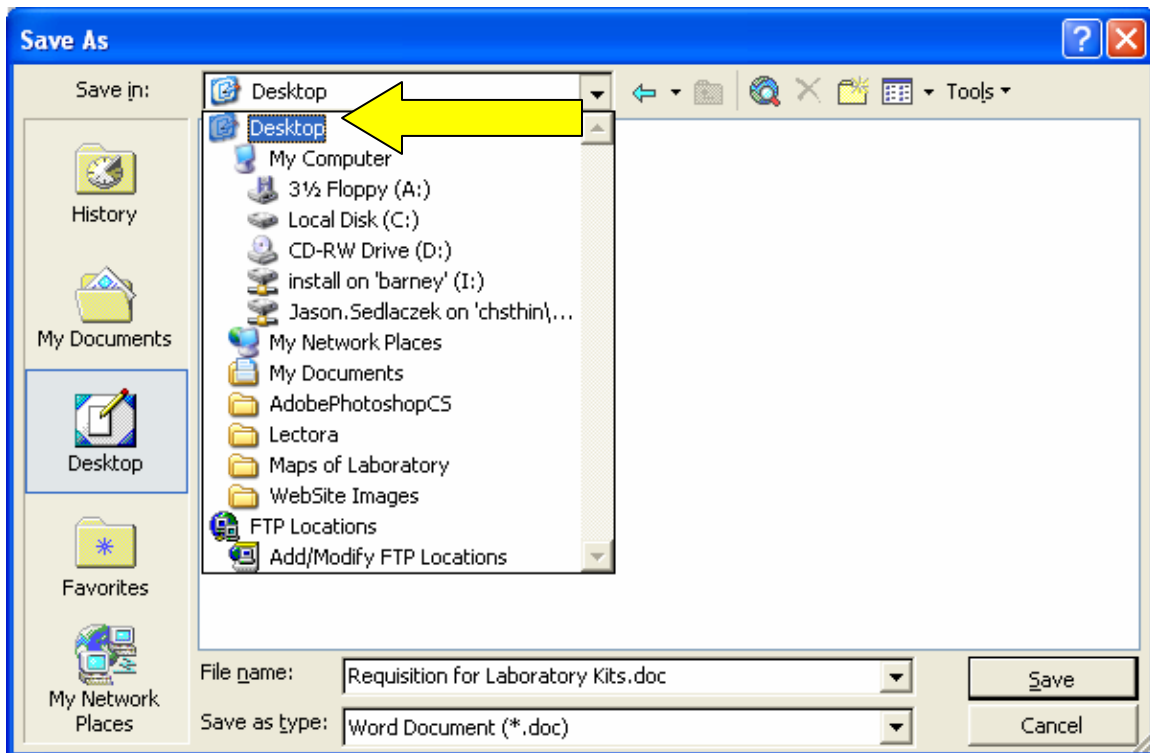 Save As
Save in:
Desktop
Tools
Desktop
My Computer
3½ Floppy (A:)
Local Disk (C:)
CD-RW Drive (D:)
install on 'barney' (I:)
Jason.Sedlaczek on 'chsthin\...
My Network Places
My Documents
AdobePhotoshopCS
Lectora
Maps of Laboratory
WebSite Images
FTP Locations
Add/Modify FTP Locations
History
My Documents
Desktop
Favorites
My Network
Places
File name:
Requisition for Laboratory Kits.doc
Save
Save as type:
Word Document (*.doc)
Cancel